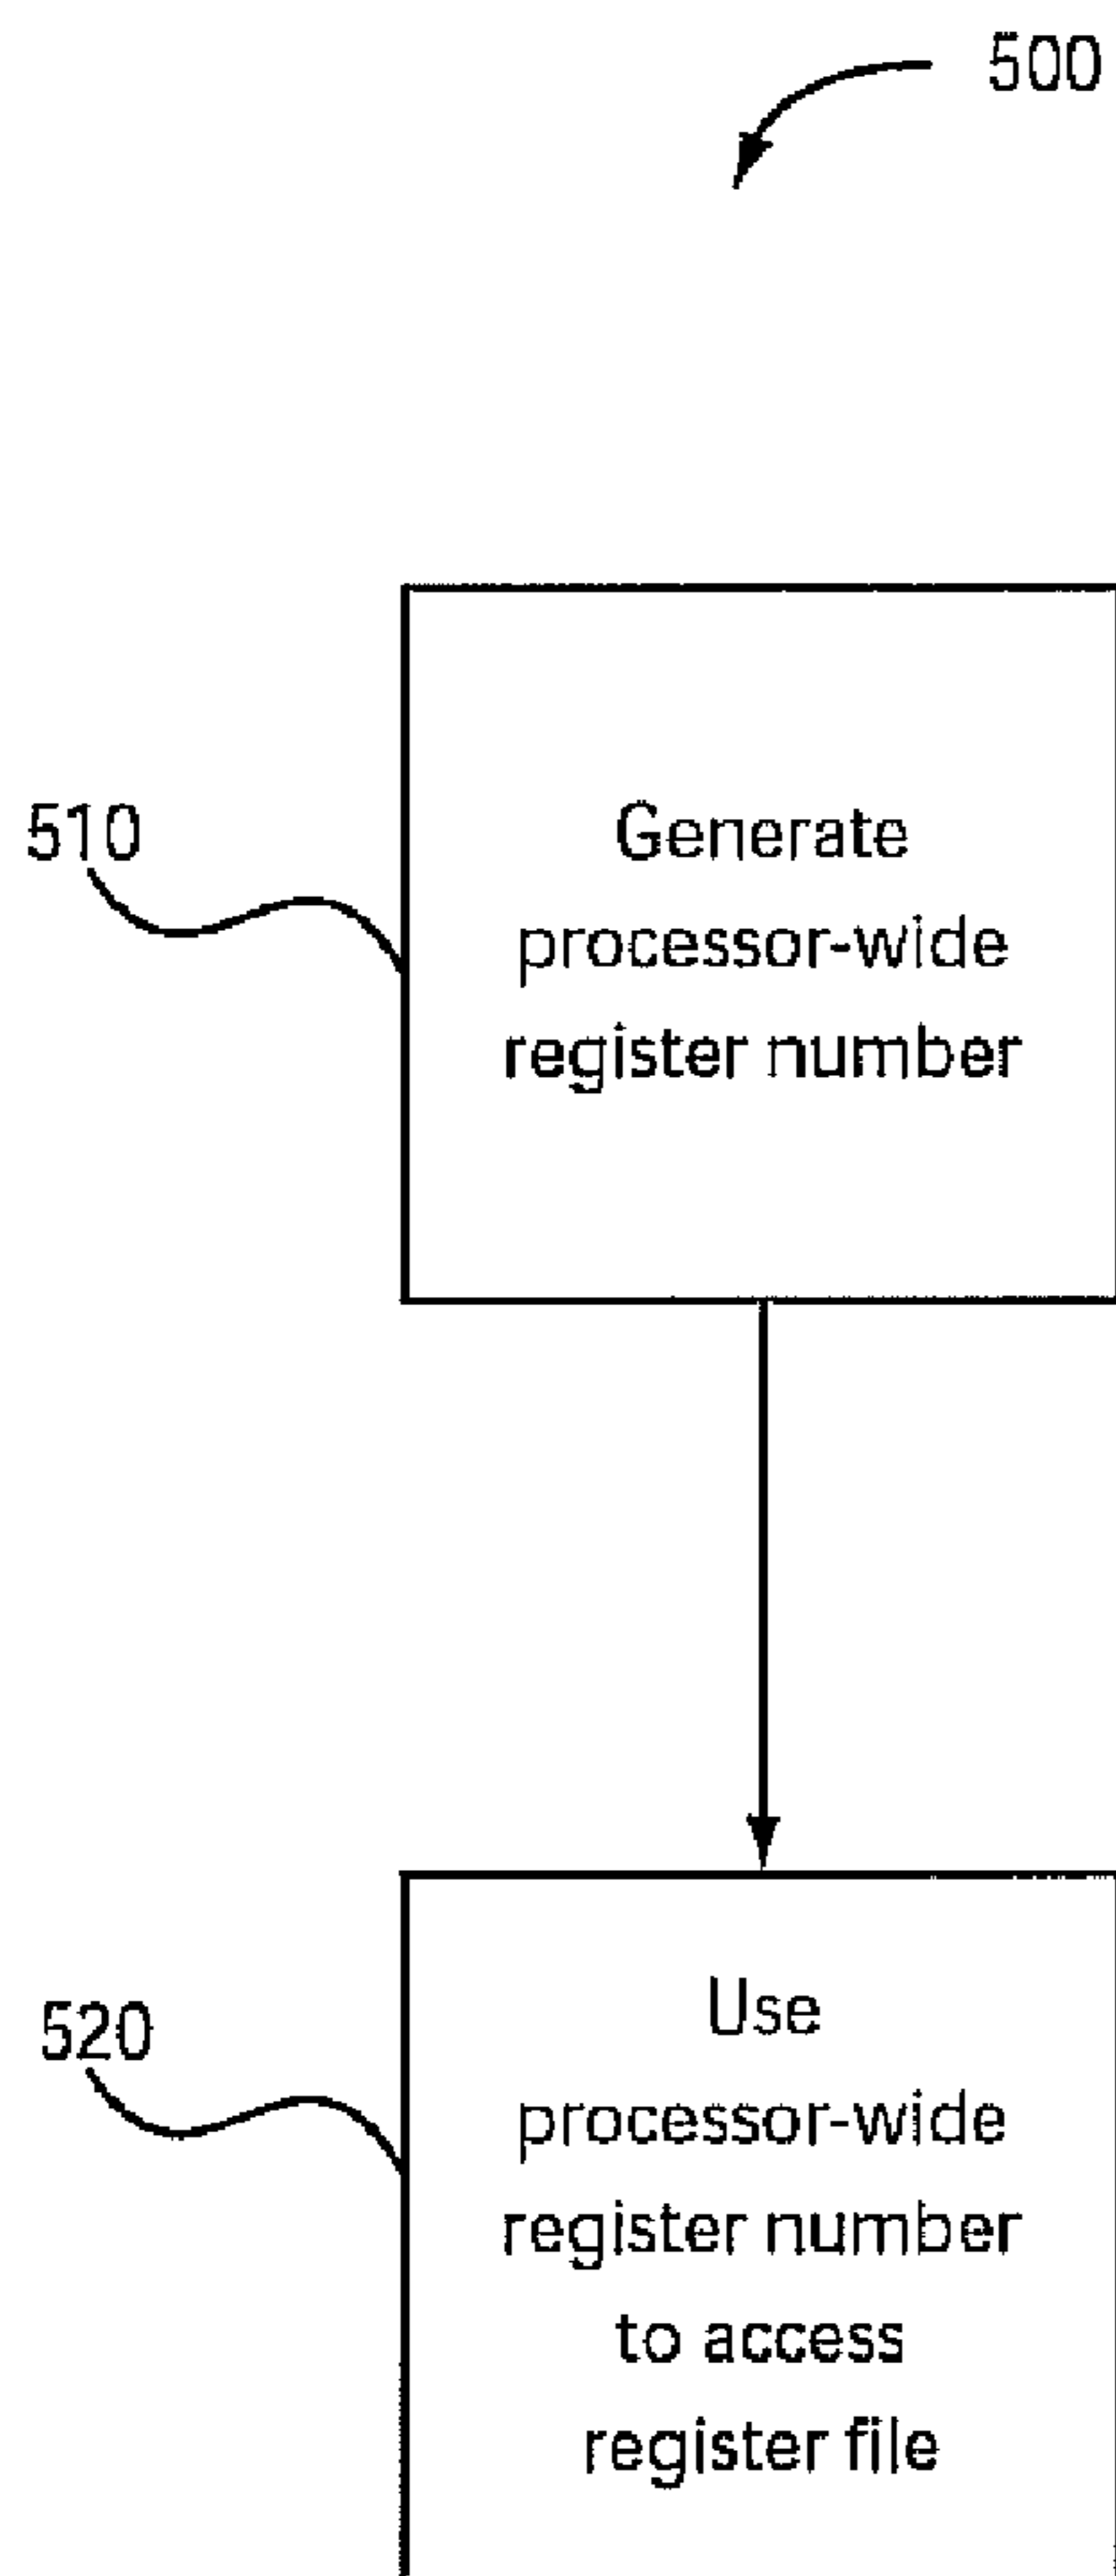 500
510
Generate
processor-wide
register number
520
Use
processor-wide
register number
to access
register file